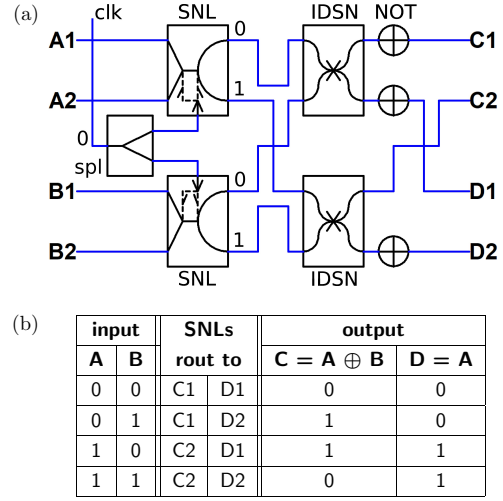 (a)
clk SNL IDSN NOT
A1 0 C1
A2 1 C2
0
spl
B1 0 D1
B2 1 D2
SNL IDSN
(b)
input SNLs output
A B rout to C = A ⊕ B D = A
0 0 C1 D1 0 0
0 1 C1 D2 1 0
1 0 C2 D1 1 1
1 1 C2 D2 0 1